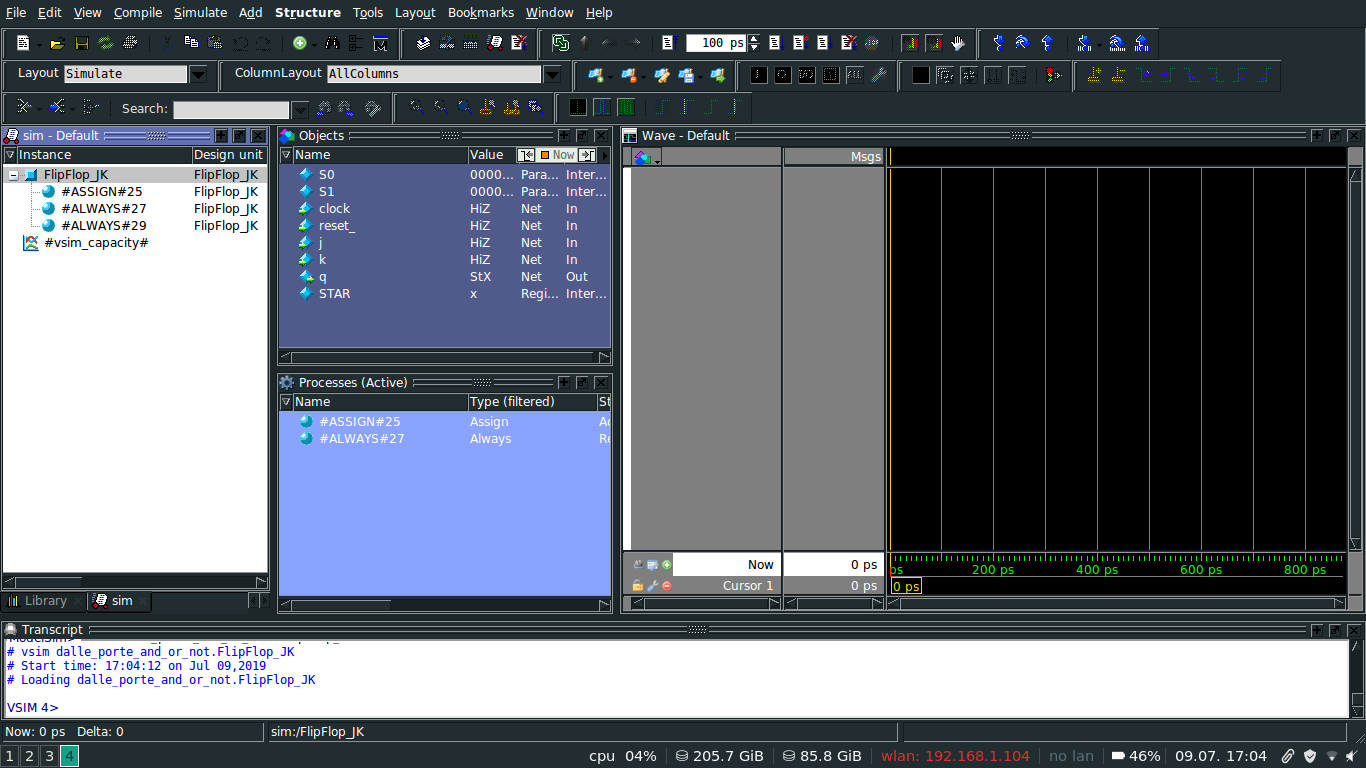 File Edit View Compile Simulate Add Structure Tools Layout Bookmarks Window Help
100 ps
Layout Simulate ColumnLayout AllColumns
Search:
sim - Default
Instance Design unit
FlipFlop_JK FlipFlop_JK
#ASSIGN#25 FlipFlop_JK
#ALWAYS#27 FlipFlop_JK
#ALWAYS#29 FlipFlop_JK
#vsim_capacity#
Library sim
Objects
Name Value Now
S0 0000... Para... Inter...
S1 0000... Para... Inter...
clock HiZ Net In
reset_ HiZ Net In
j HiZ Net In
k HiZ Net In
q StX Net Out
STAR x Regi... Inter...
Processes (Active)
Name Type (filtered) St
#ASSIGN#25 Assign
#ALWAYS#27 Always
Wave - Default
Msgs
Now 0 ps
Cursor 1 0 ps
ps 200 ps 400 ps 600 ps 800 ps
0 ps
Transcript
# vsim dalle_porte_and_or_not.FlipFlop_JK
# Start time: 17:04:12 on Jul 09,2019
# Loading dalle_porte_and_or_not.FlipFlop_JK
VSIM 4>
Now: 0 ps Delta: 0 sim:/FlipFlop_JK
1 2 3 4 cpu 04% 205.7 GiB 85.8 GiB wlan: 192.168.1.104 no lan 46% 09.07. 17:04